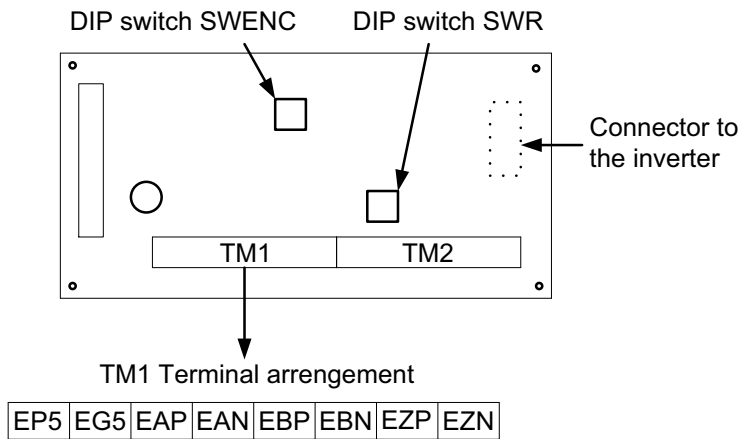 DIP switch SWENC
DIP switch SWR
Connector to
the inverter
TM1
TM2
TM1 Terminal arrengement
EP5 EG5 EAP EAN EBP EBN EZP EZN